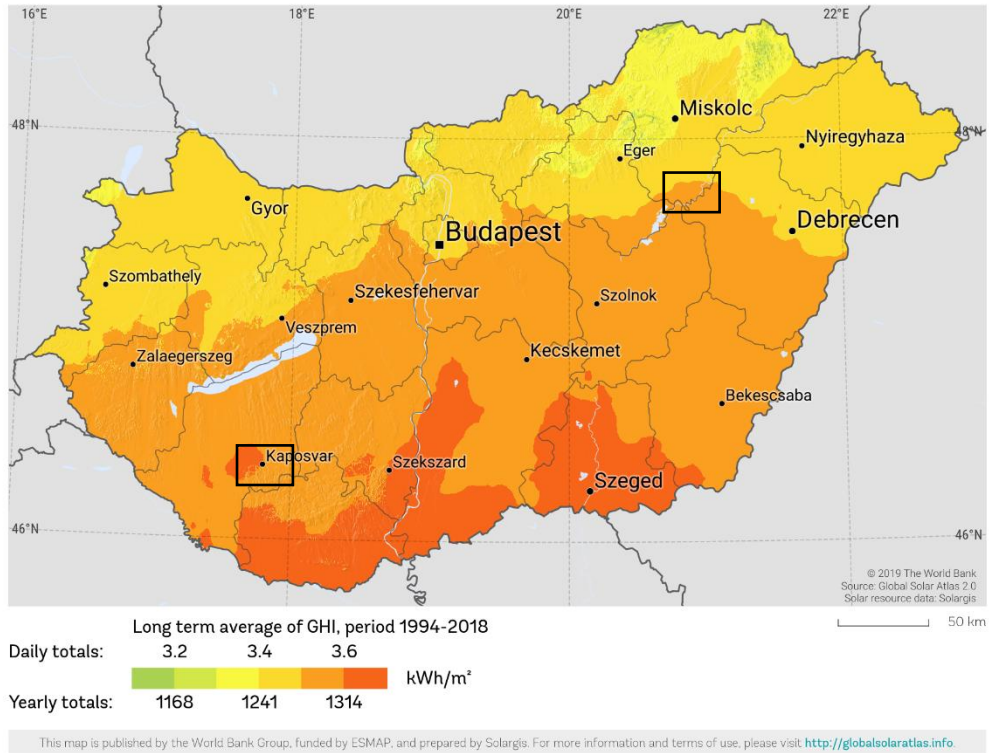 16°E 18°E 20°E 22°E
48°N
Miskolc
48°N
Nyiregyhaza
Eger
Gyor
Debrecen
Budapest
Szombathely
Szekesfehervar
Szolnok
Veszprem
Kecskemet
Zalaegerszeg
Bekescsaba
Kaposvar
Szekszard
Szeged
46°N
46°N
© 2019 The World Bank
Source: Global Solar Atlas 2.0
Solar resource data: Solargis
50 km
Long term average of GHI, period 1994-2018
Daily totals: 3.2 3.4 3.6
kWh/m²
Yearly totals: 1168 1241 1314
This map is published by the World Bank Group, funded by ESMAP, and prepared by Solargis. For more information and terms of use, please visit http://globalsolaratlas.info.